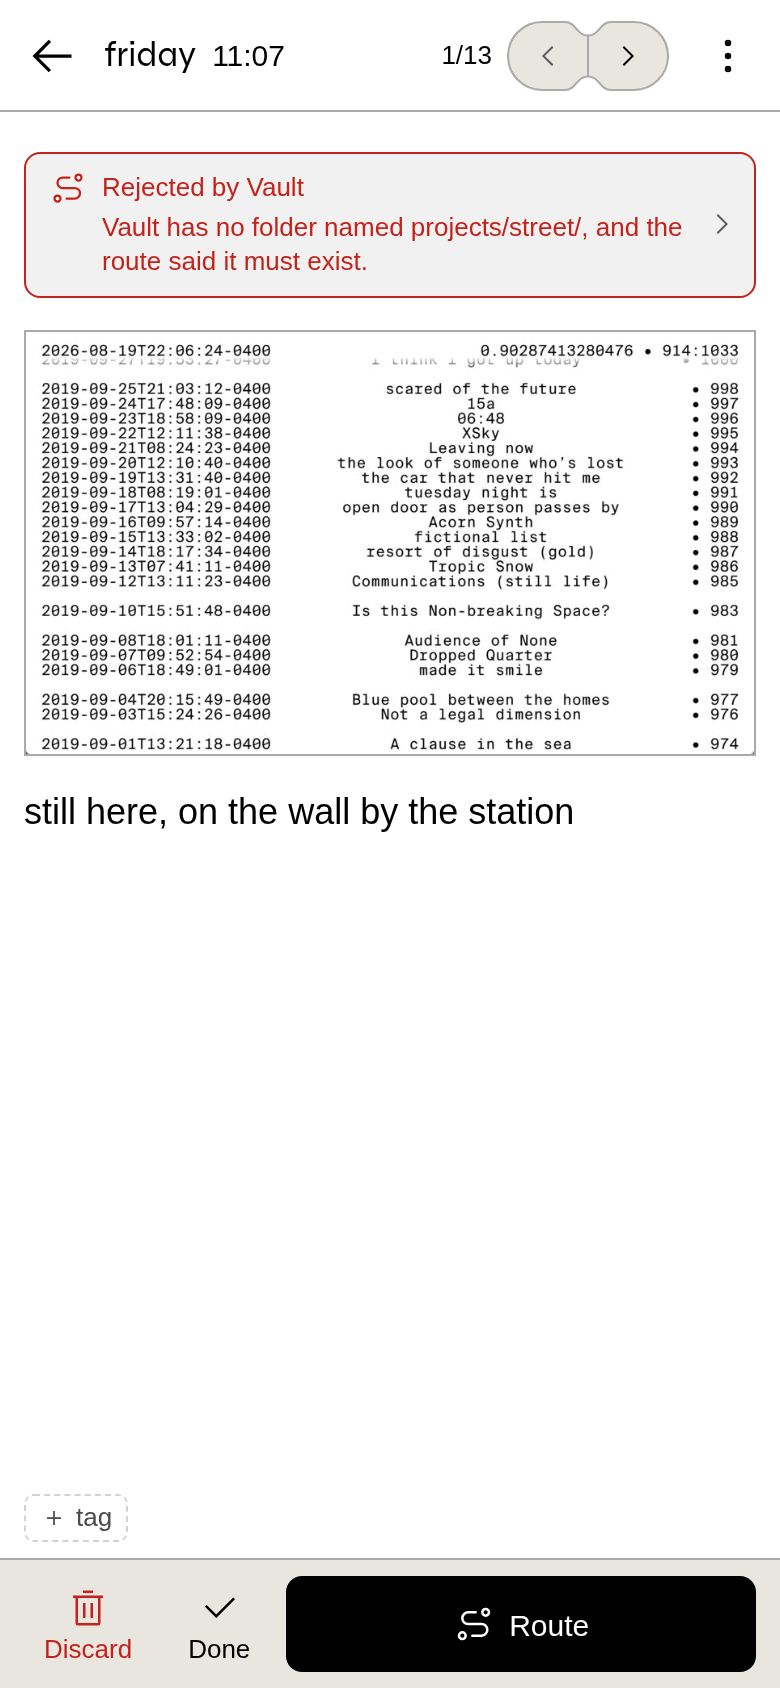 friday 11:07 1/13
Rejected by Vault
Vault has no folder named projects/street/, and the
route said it must exist.
2026-08-19T22:06:24-0400 0.90287413280476 • 914:1033
2019-09-27T19:53:27-0400 i think i got up today • 1000
2019-09-25T21:03:12-0400 scared of the future • 998
2019-09-24T17:48:09-0400 15a • 997
2019-09-23T18:58:09-0400 06:48 • 996
2019-09-22T12:11:38-0400 XSky • 995
2019-09-21T08:24:23-0400 Leaving now • 994
2019-09-20T12:10:40-0400 the look of someone who's lost • 993
2019-09-19T13:31:40-0400 the car that never hit me • 992
2019-09-18T08:19:01-0400 tuesday night is • 991
2019-09-17T13:04:29-0400 open door as person passes by • 990
2019-09-16T09:57:14-0400 Acorn Synth • 989
2019-09-15T13:33:02-0400 fictional list • 988
2019-09-14T18:17:34-0400 resort of disgust (gold) • 987
2019-09-13T07:41:11-0400 Tropic Snow • 986
2019-09-12T13:11:23-0400 Communications (still life) • 985
2019-09-10T15:51:48-0400 Is this Non-breaking Space? • 983
2019-09-08T18:01:11-0400 Audience of None • 981
2019-09-07T09:52:54-0400 Dropped Quarter • 980
2019-09-06T18:49:01-0400 made it smile • 979
2019-09-04T20:15:49-0400 Blue pool between the homes • 977
2019-09-03T15:24:26-0400 Not a legal dimension • 976
2019-09-01T13:21:18-0400 A clause in the sea • 974
still here, on the wall by the station
+ tag
Discard Done Route